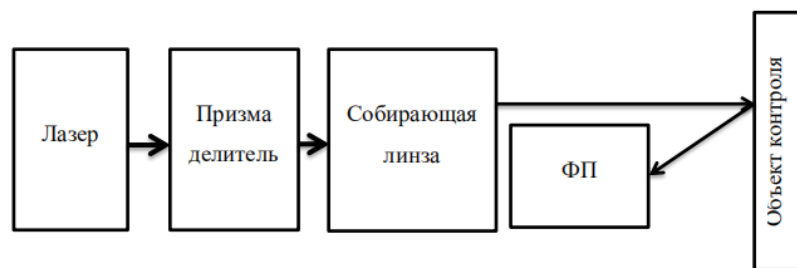 Лазер
Призма
делитель
Собирающая
линза
ФП
Объект контроля